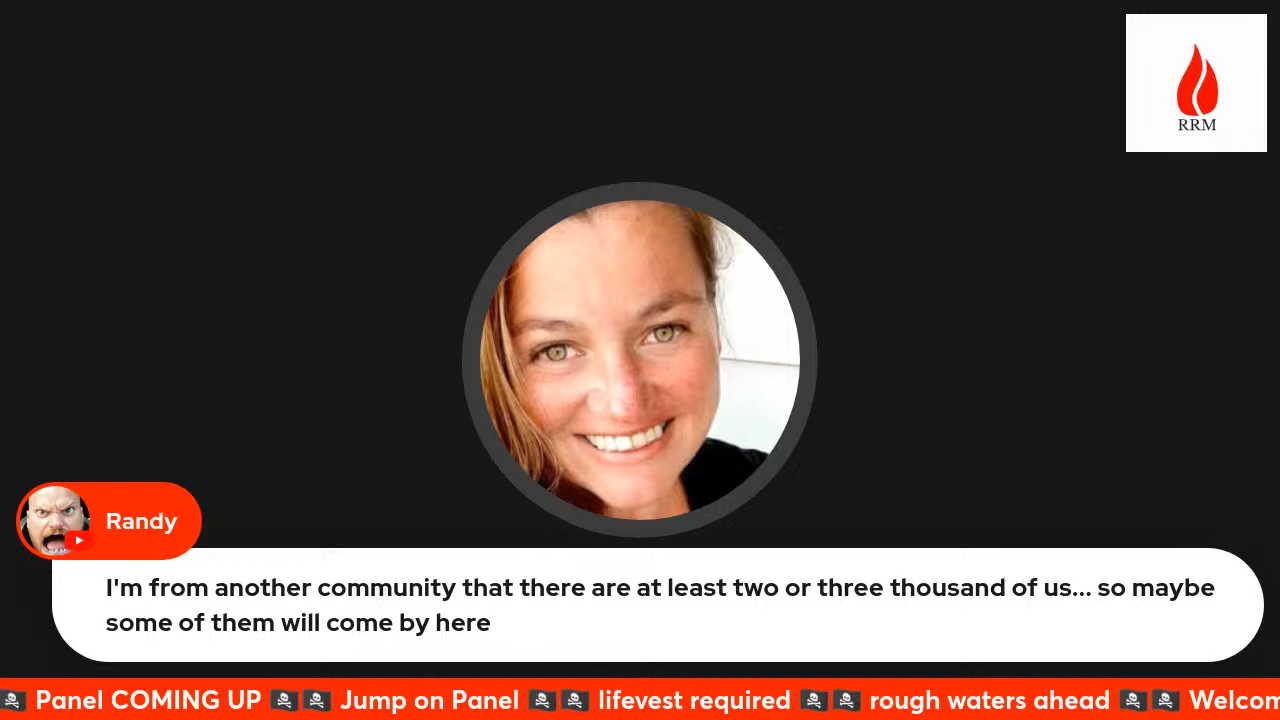 RRM
Randy
I'm from another community that there are at least two or three thousand of us... so maybe
some of them will come by here
Panel COMING UP 🏴‍☠️🏴‍☠️ Jump on Panel 🏴‍☠️🏴‍☠️ lifevest required 🏴‍☠️🏴‍☠️ rough waters ahead 🏴‍☠️🏴‍☠️ Welcom